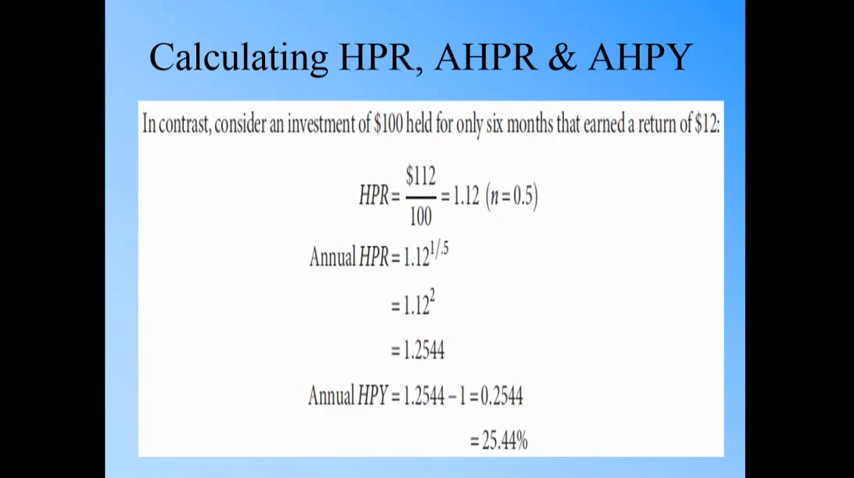 Calculating HPR, AHPR & AHPY
In contrast, consider an investment of $100 held for only six months that earned a return of $12:
HPR = $112/100 = 1.12 (n = 0.5)
Annual HPR = 1.12^1/.5
= 1.12^2
= 1.2544
Annual HPY = 1.2544 – 1 = 0.2544
= 25.44%